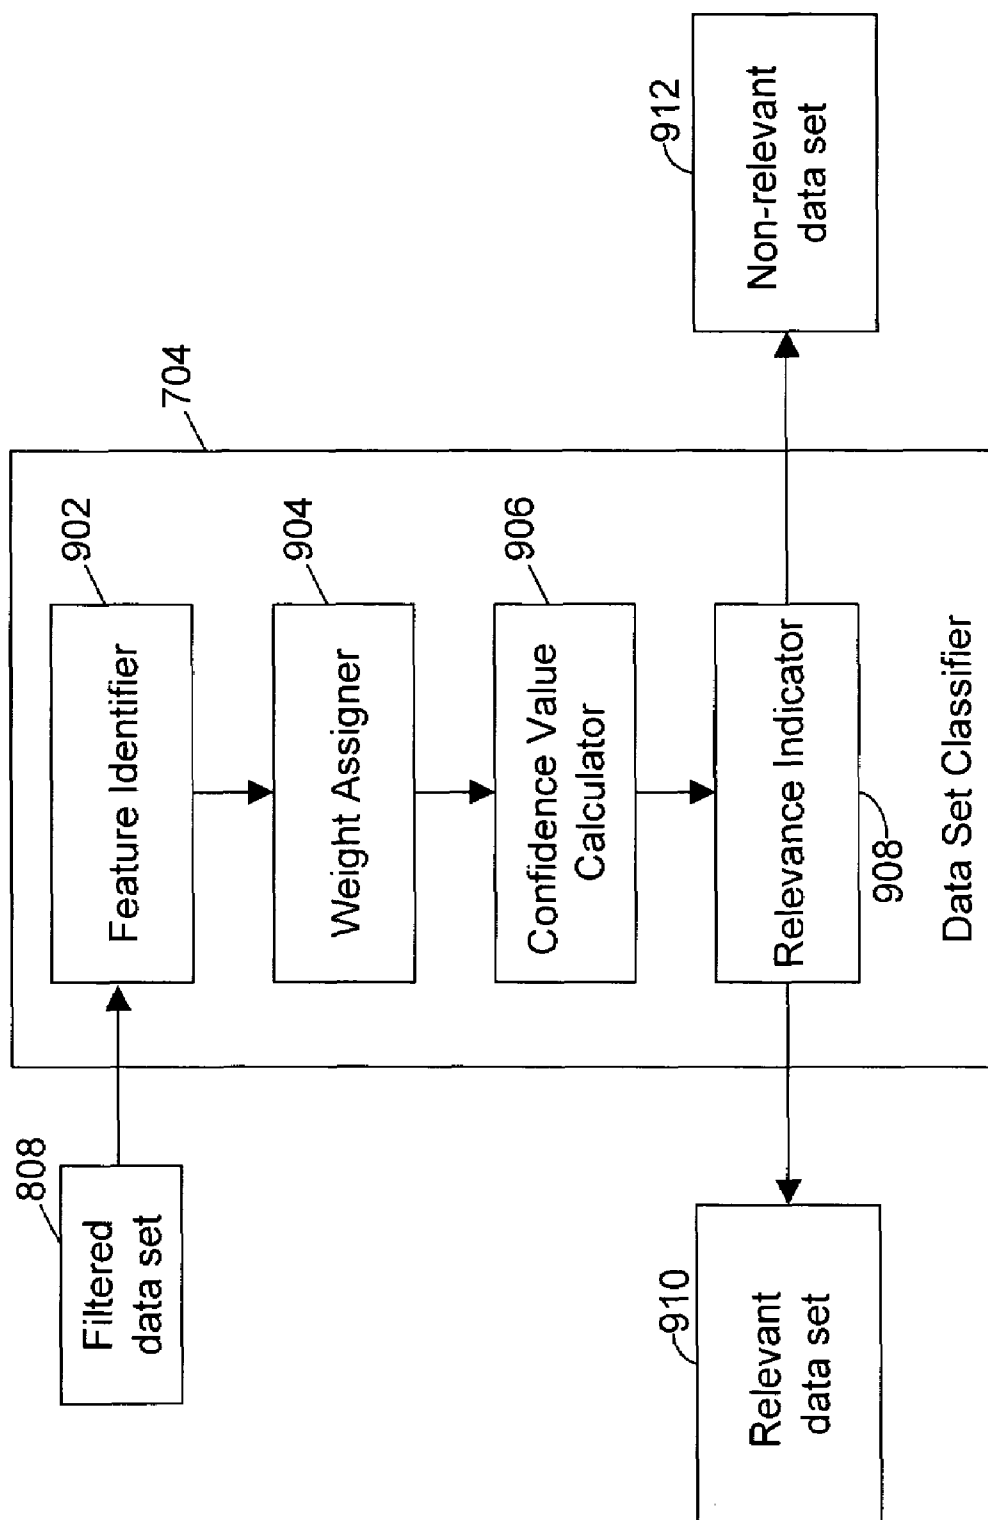 808
Filtered
data set
704
902
Feature Identifier
904
Weight Assigner
906
Confidence Value
Calculator
Relevance Indicator
908
Data Set Classifier
910
Relevant
data set
912
Non-relevant
data set